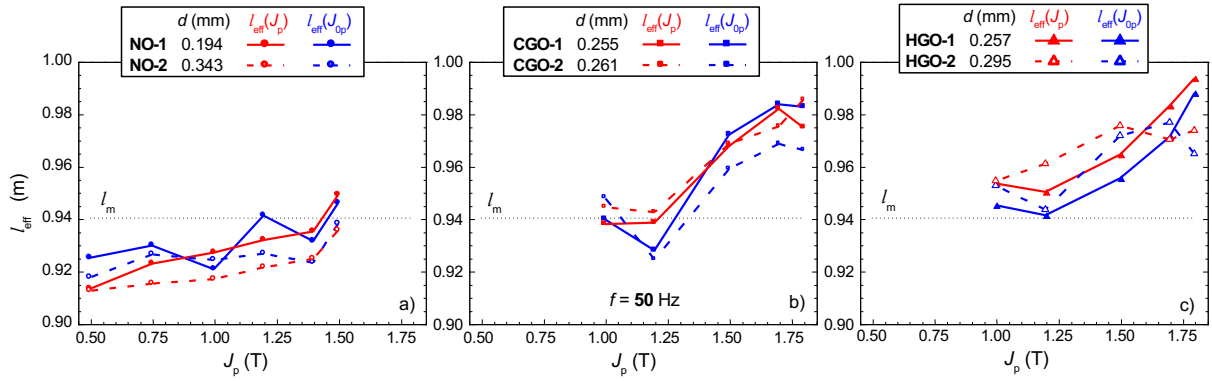 d (mm) l_eff(J_p) l_eff(J_0p)
NO-1 0.194
NO-2 0.343
1.00
0.98
0.96
0.94
0.92
0.90
l_eff (m)
l_m
a)
0.50 0.75 1.00 1.25 1.50 1.75
J_p (T)
d (mm) l_eff(J_p) l_eff(J_0p)
CGO-1 0.255
CGO-2 0.261
1.00
0.98
0.96
0.94
0.92
0.90
l_m
f = 50 Hz
b)
0.50 0.75 1.00 1.25 1.50 1.75
J_p (T)
d (mm) l_eff(J_p) l_eff(J_0p)
HGO-1 0.257
HGO-2 0.295
1.00
0.98
0.96
0.94
0.92
0.90
l_m
c)
0.50 0.75 1.00 1.25 1.50 1.75
J_p (T)